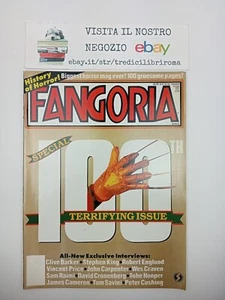 VISITA IL NOSTRO
NEGOZIO ebay
ebay.it/str/tredicilibriroma
History of Horror! Biggest horror mag ever! 100 gruesome pages!
FANGORIA
SPECIAL
100TH
TERRIFYING ISSUE
All-New Exclusive Interviews:
Clive Barker • Stephen King • Robert Englund
Vincent Price • John Carpenter • Wes Craven
Sam Raimi • David Cronenberg • Tobe Hooper
James Cameron • Tom Savini • Peter Cushing